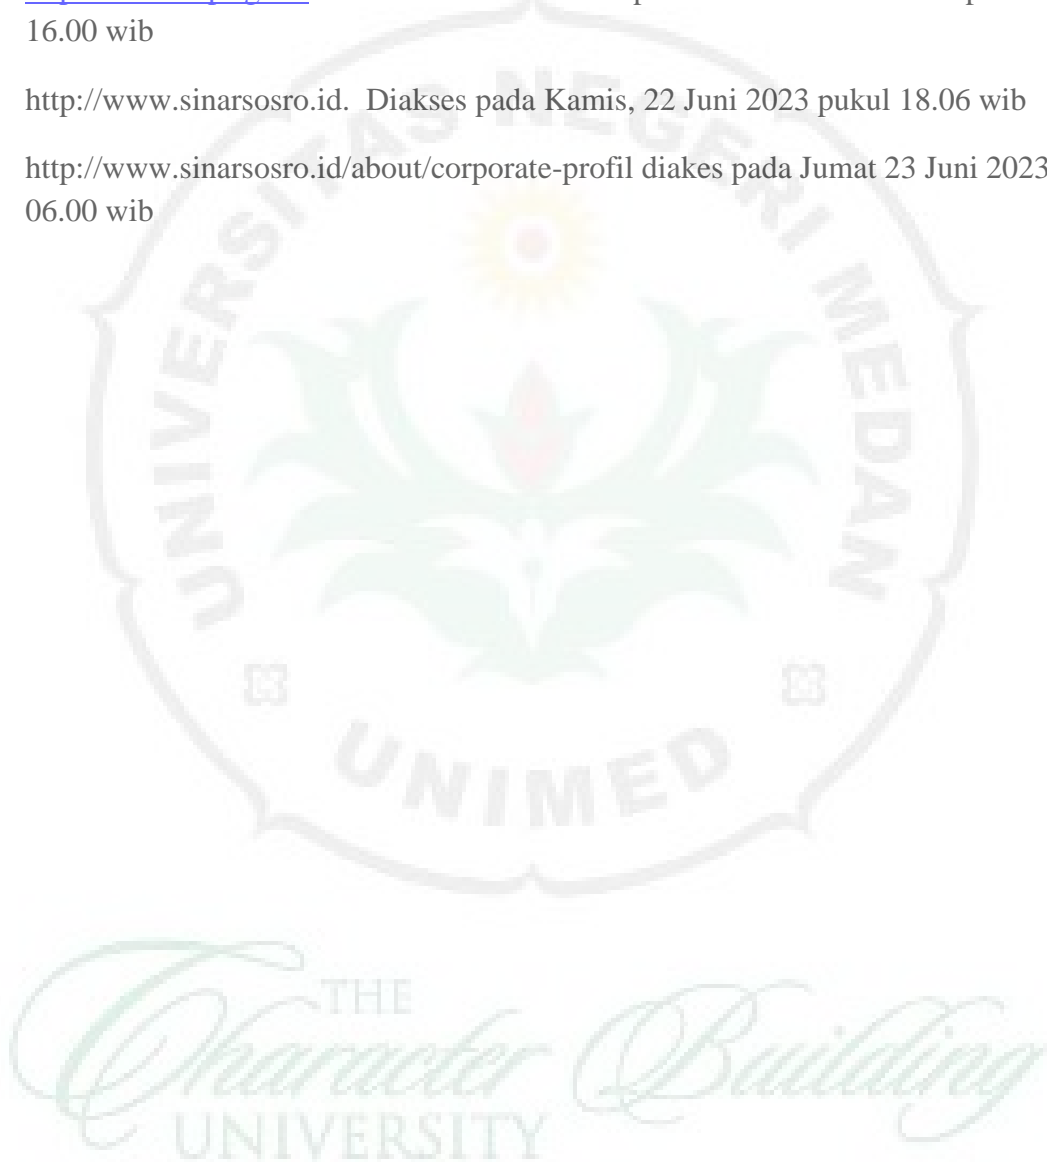 16.00 wib
http://www.sinarsosro.id. Diakses pada Kamis, 22 Juni 2023 pukul 18.06 wib
http://www.sinarsosro.id/about/corporate-profil diakes pada Jumat 23 Juni 2023
06.00 wib
UNIVERSITAS NEGERI MEDAN
UNIMED
THE
Character Building
UNIVERSITY